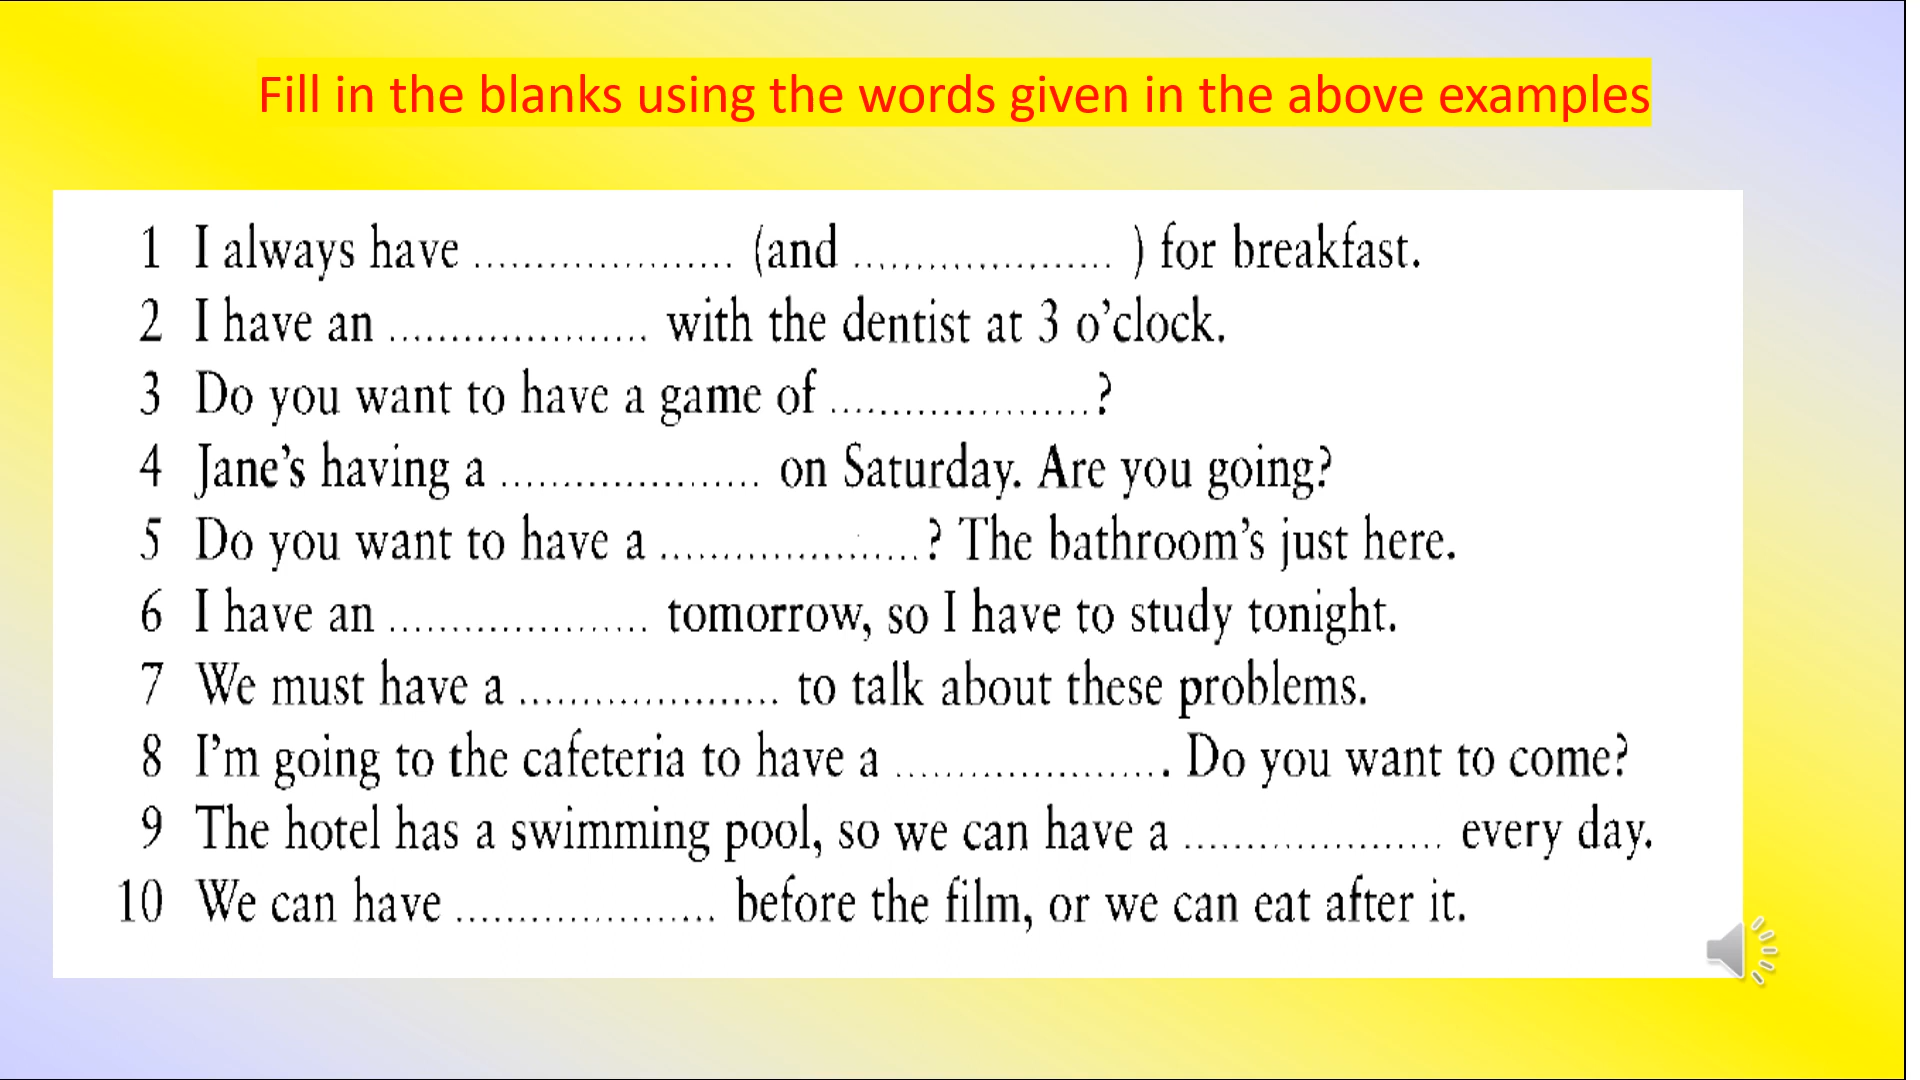 Fill in the blanks using the words given in the above examples
1 I always have ..................... (and ..................... ) for breakfast.
2 I have an ..................... with the dentist at 3 o'clock.
3 Do you want to have a game of .....................?
4 Jane's having a ..................... on Saturday. Are you going?
5 Do you want to have a .....................? The bathroom's just here.
6 I have an ..................... tomorrow, so I have to study tonight.
7 We must have a ..................... to talk about these problems.
8 I'm going to the cafeteria to have a ...................... Do you want to come?
9 The hotel has a swimming pool, so we can have a ..................... every day.
10 We can have ..................... before the film, or we can eat after it.